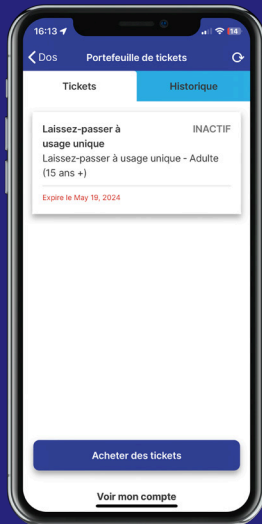 16:13
14
Dos
Portefeuille de tickets
Tickets
Historique
Laissez-passer à
INACTIF
usage unique
Laissez-passer à usage unique - Adulte
(15 ans +)
Expire le May 19, 2024
Acheter des tickets
Voir mon compte